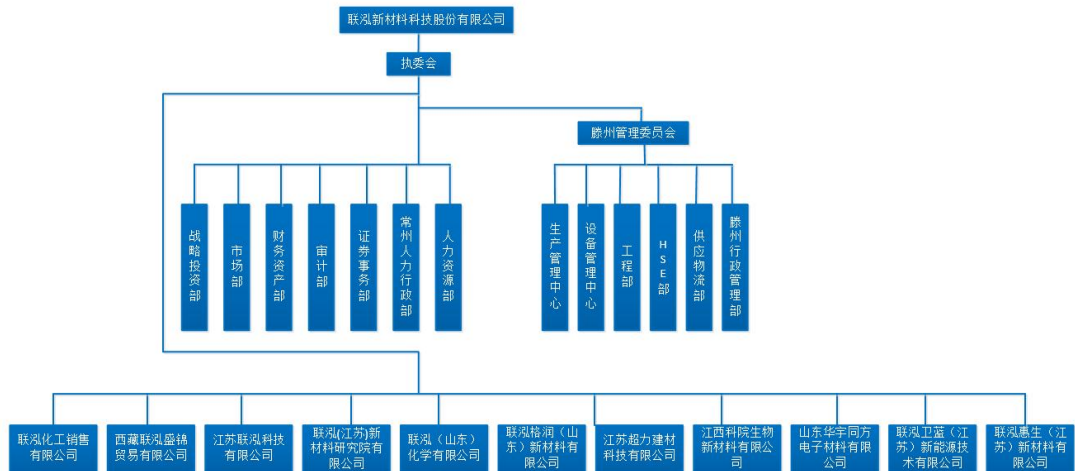 联泓新材料科技股份有限公司
执委会
滕州管理委员会
战略投资部
市场部
财务资产部
审计部
证券事务部
常州人力行政部
人力资源部
生产管理中心
设备管理中心
工程部
HSE部
供应物流部
滕州行政管理部
联泓化工销售
有限公司
西藏联泓盛锦
贸易有限公司
江苏联泓科技
有限公司
联泓(江苏)新
材料研究院有
限公司
联泓（山东）
化学有限公司
联泓格润（山
东）新材料有
限公司
江苏超力建材
科技有限公司
江西科院生物
新材料有限公
司
山东华宇同方
电子材料有限
公司
联泓卫蓝（江
苏）新能源技
术有限公司
联泓惠生（江
苏）新材料有
限公司